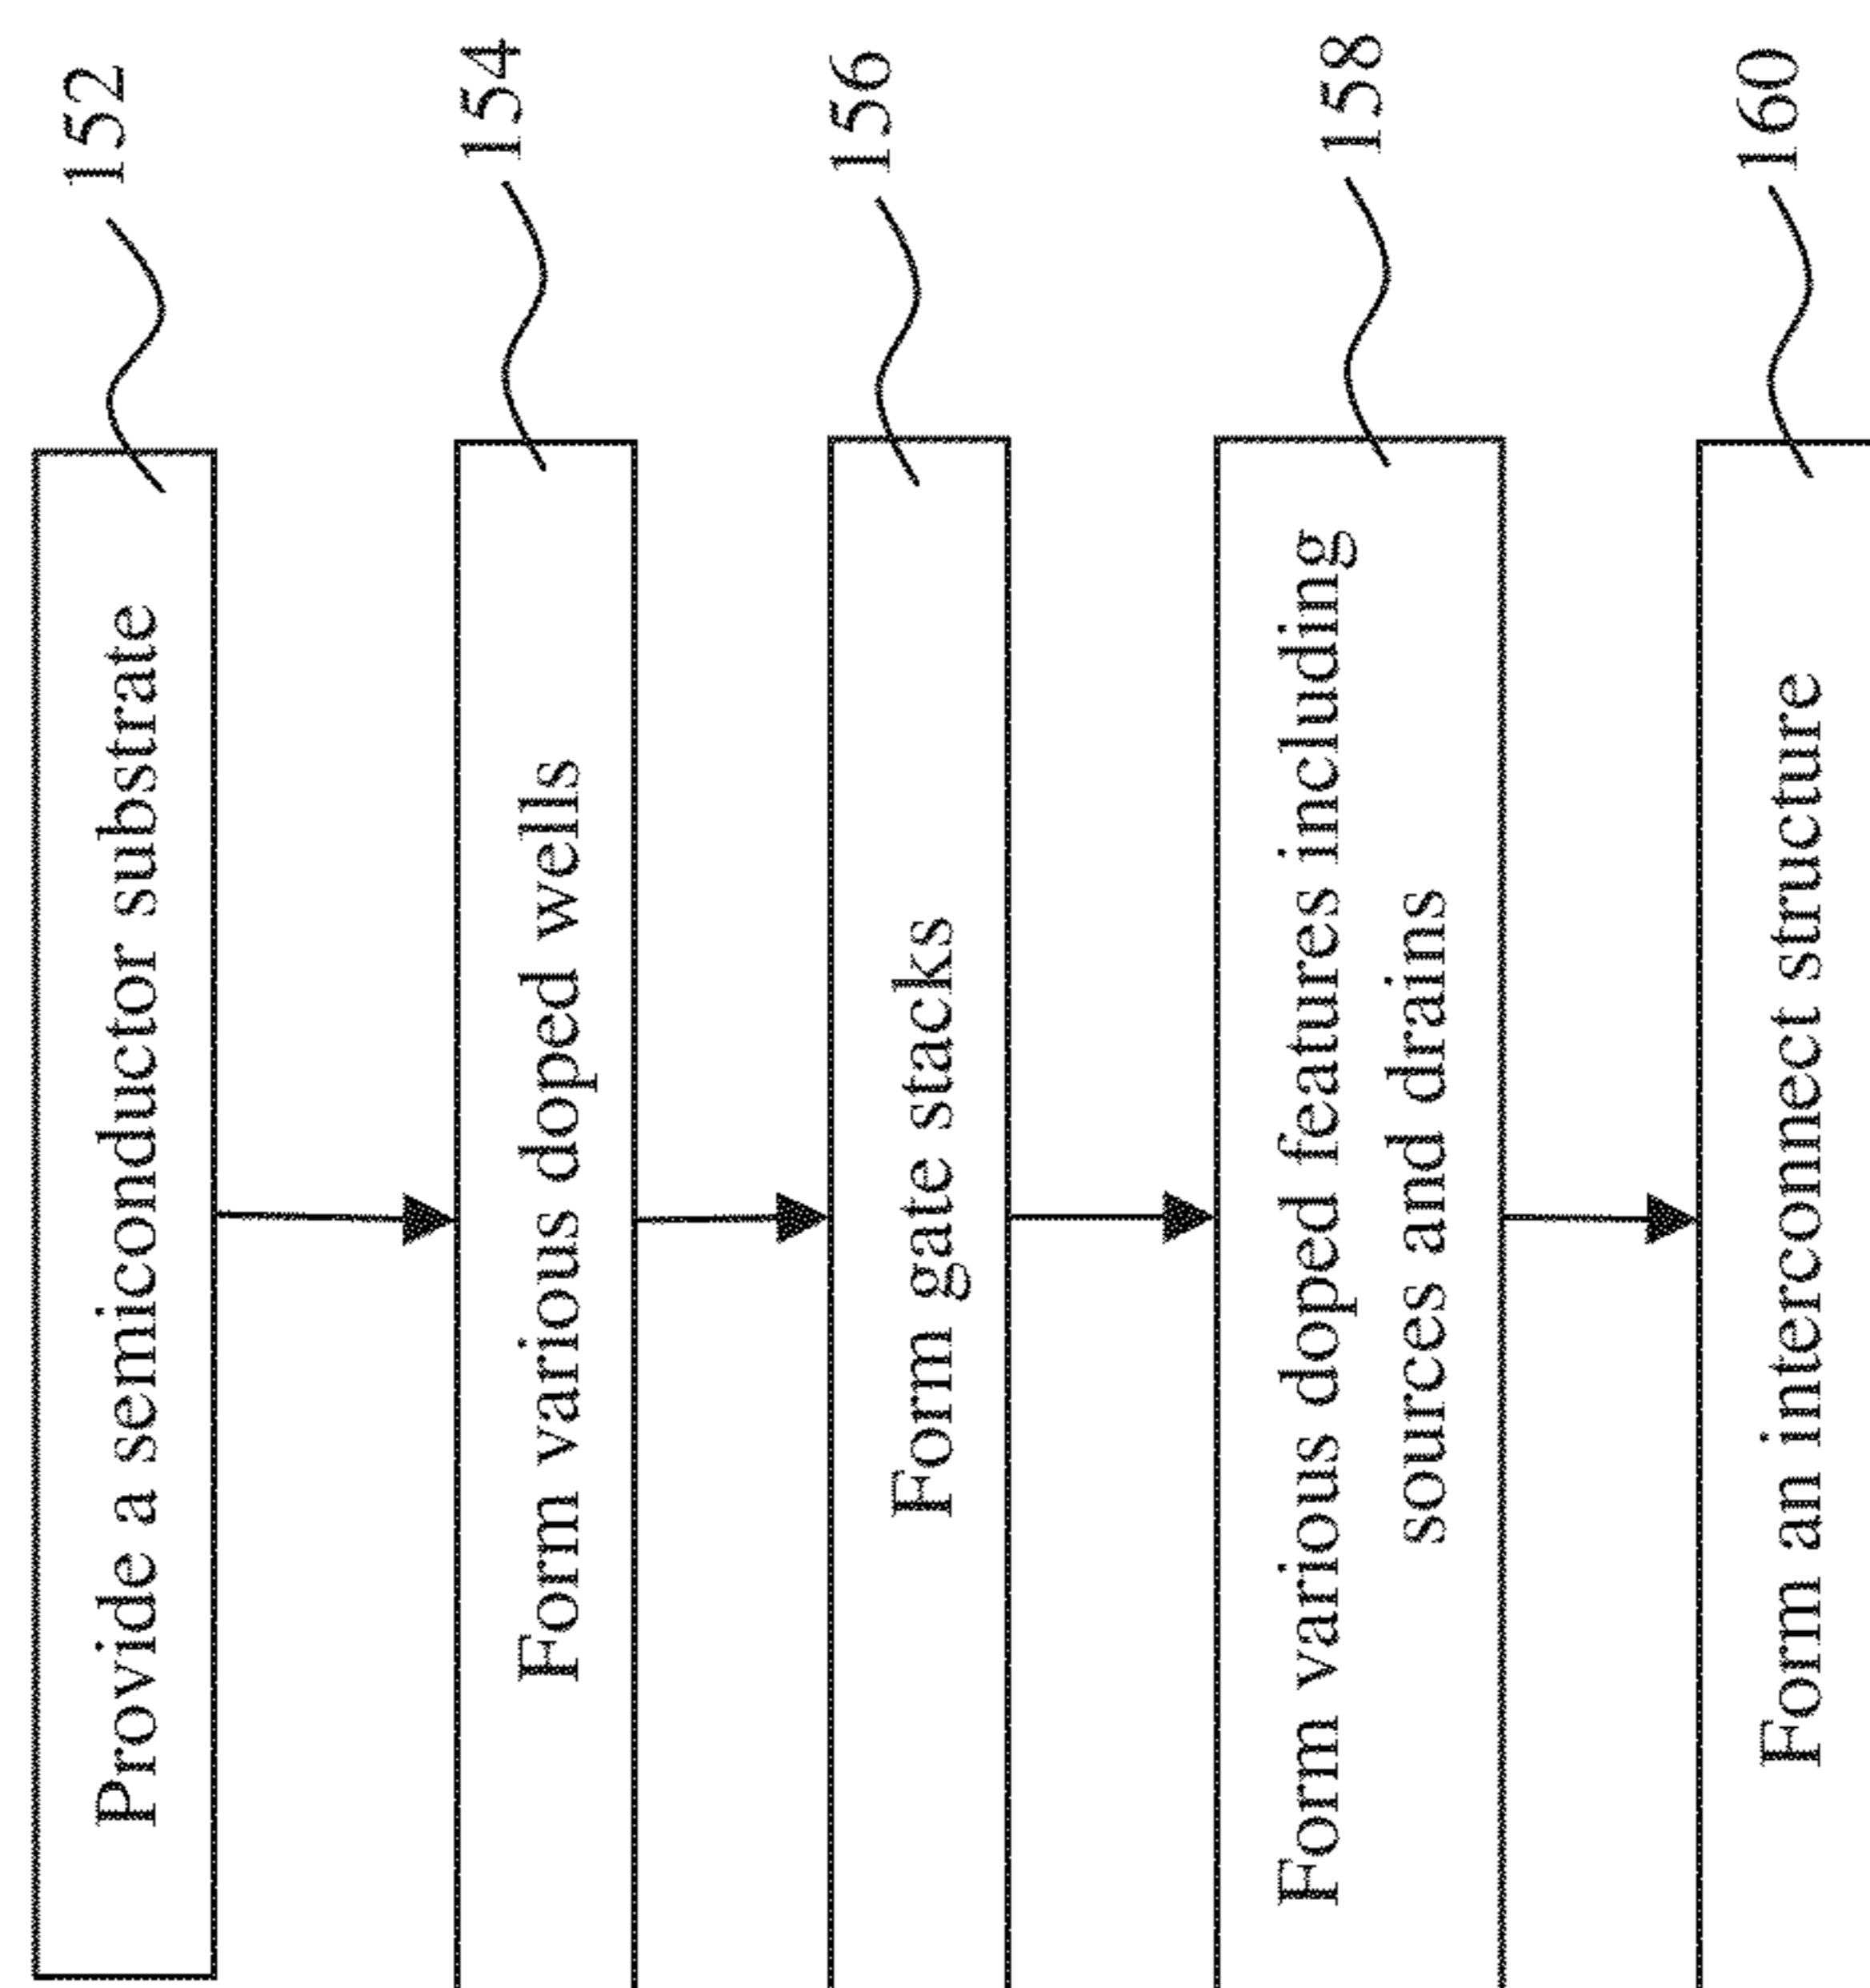 Provide a semiconductor substrate
152
Form various doped wells
154
Form gate stacks
156
Form various doped features including
sources and drains
158
Form an interconnect structure
160